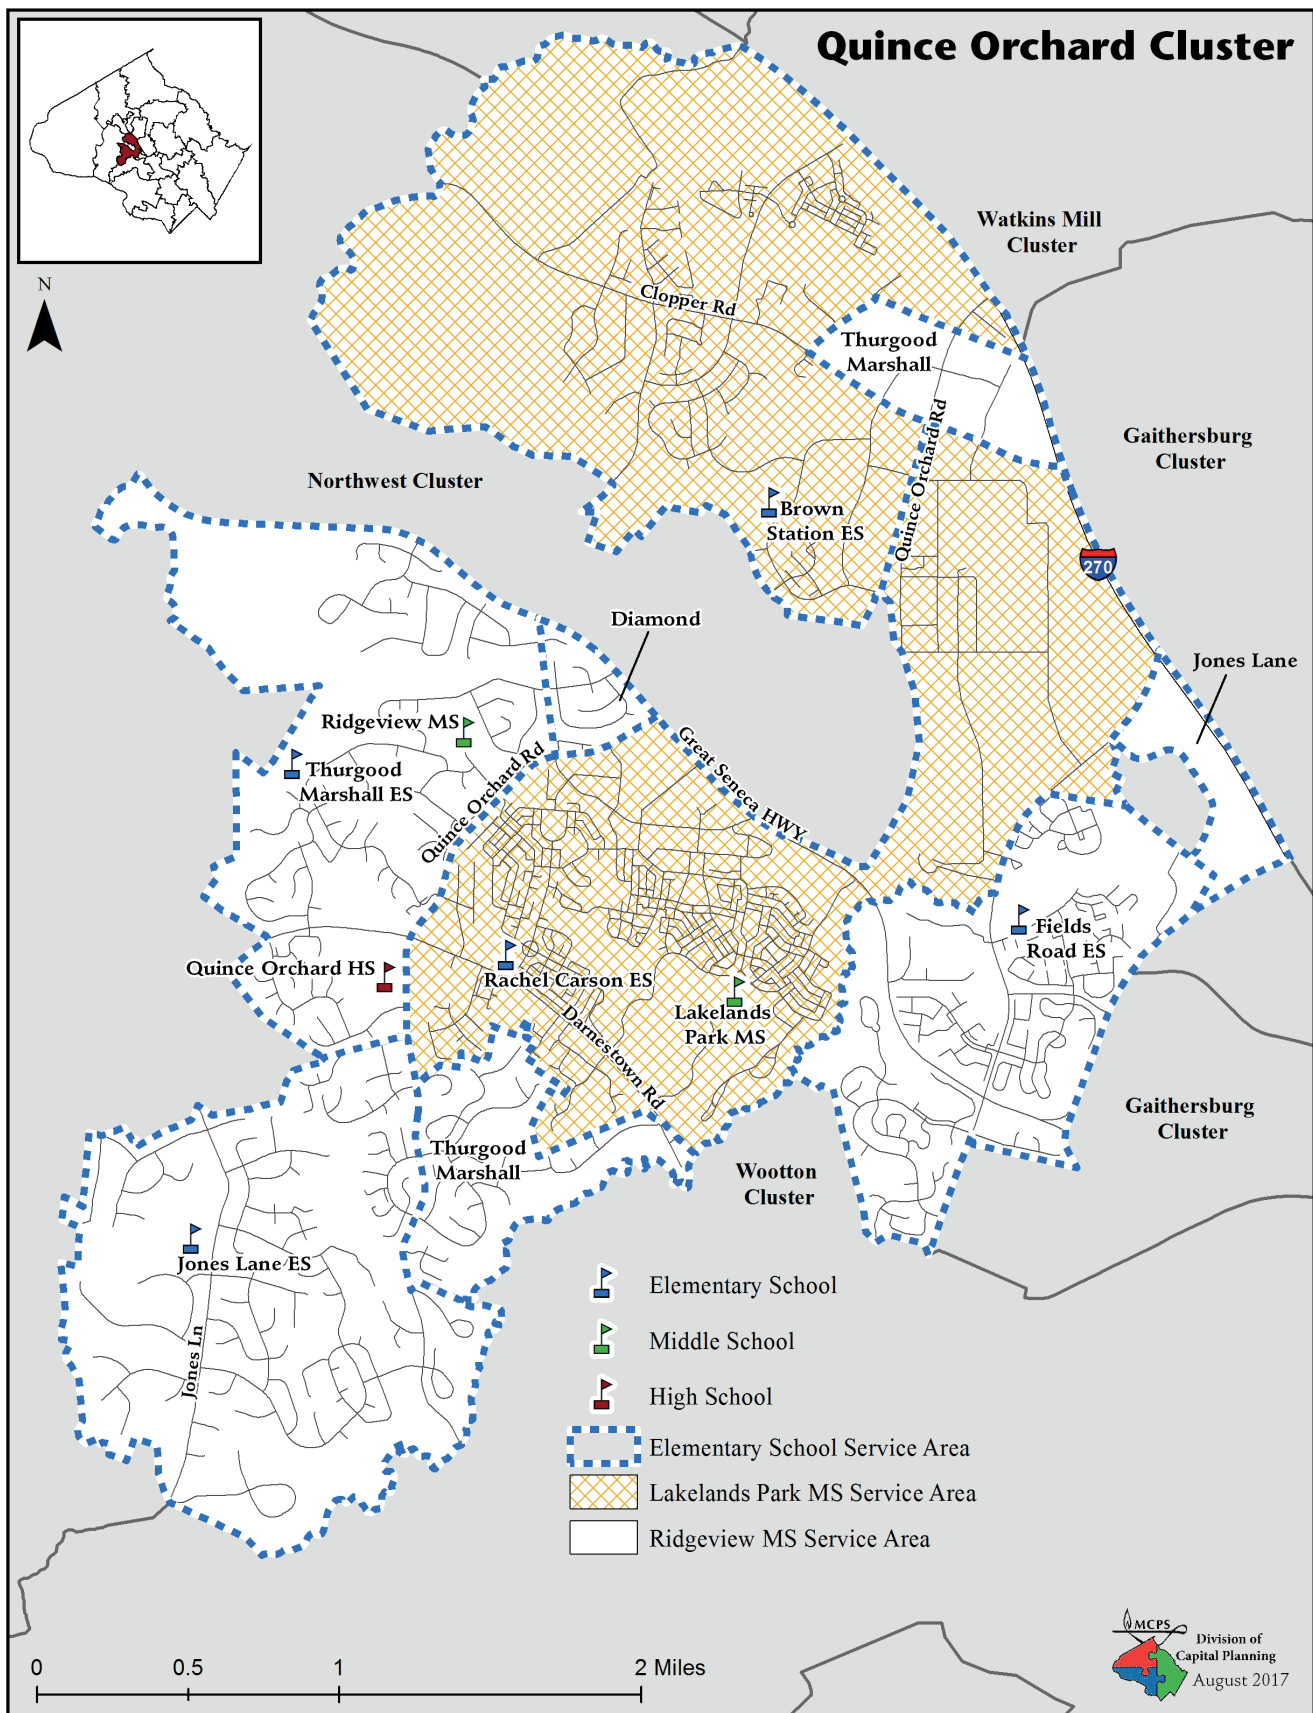 Quince Orchard Cluster
N
Watkins Mill
Cluster
Clopper Rd
Thurgood
Marshall
Quince Orchard Rd
Gaithersburg
Cluster
Northwest Cluster
Brown
Station ES
270
Diamond
Jones Lane
Ridgeview MS
Great Seneca HWY
Thurgood
Marshall ES
Quince Orchard Rd
Fields
Road ES
Quince Orchard HS
Rachel Carson ES
Lakelands
Park MS
Darnestown Rd
Gaithersburg
Cluster
Thurgood
Marshall
Wootton
Cluster
Jones Lane ES
Jones Ln
Elementary School
Middle School
High School
Elementary School Service Area
Lakelands Park MS Service Area
Ridgeview MS Service Area
0 0.5 1 2 Miles
MCPS
Division of
Capital Planning
August 2017